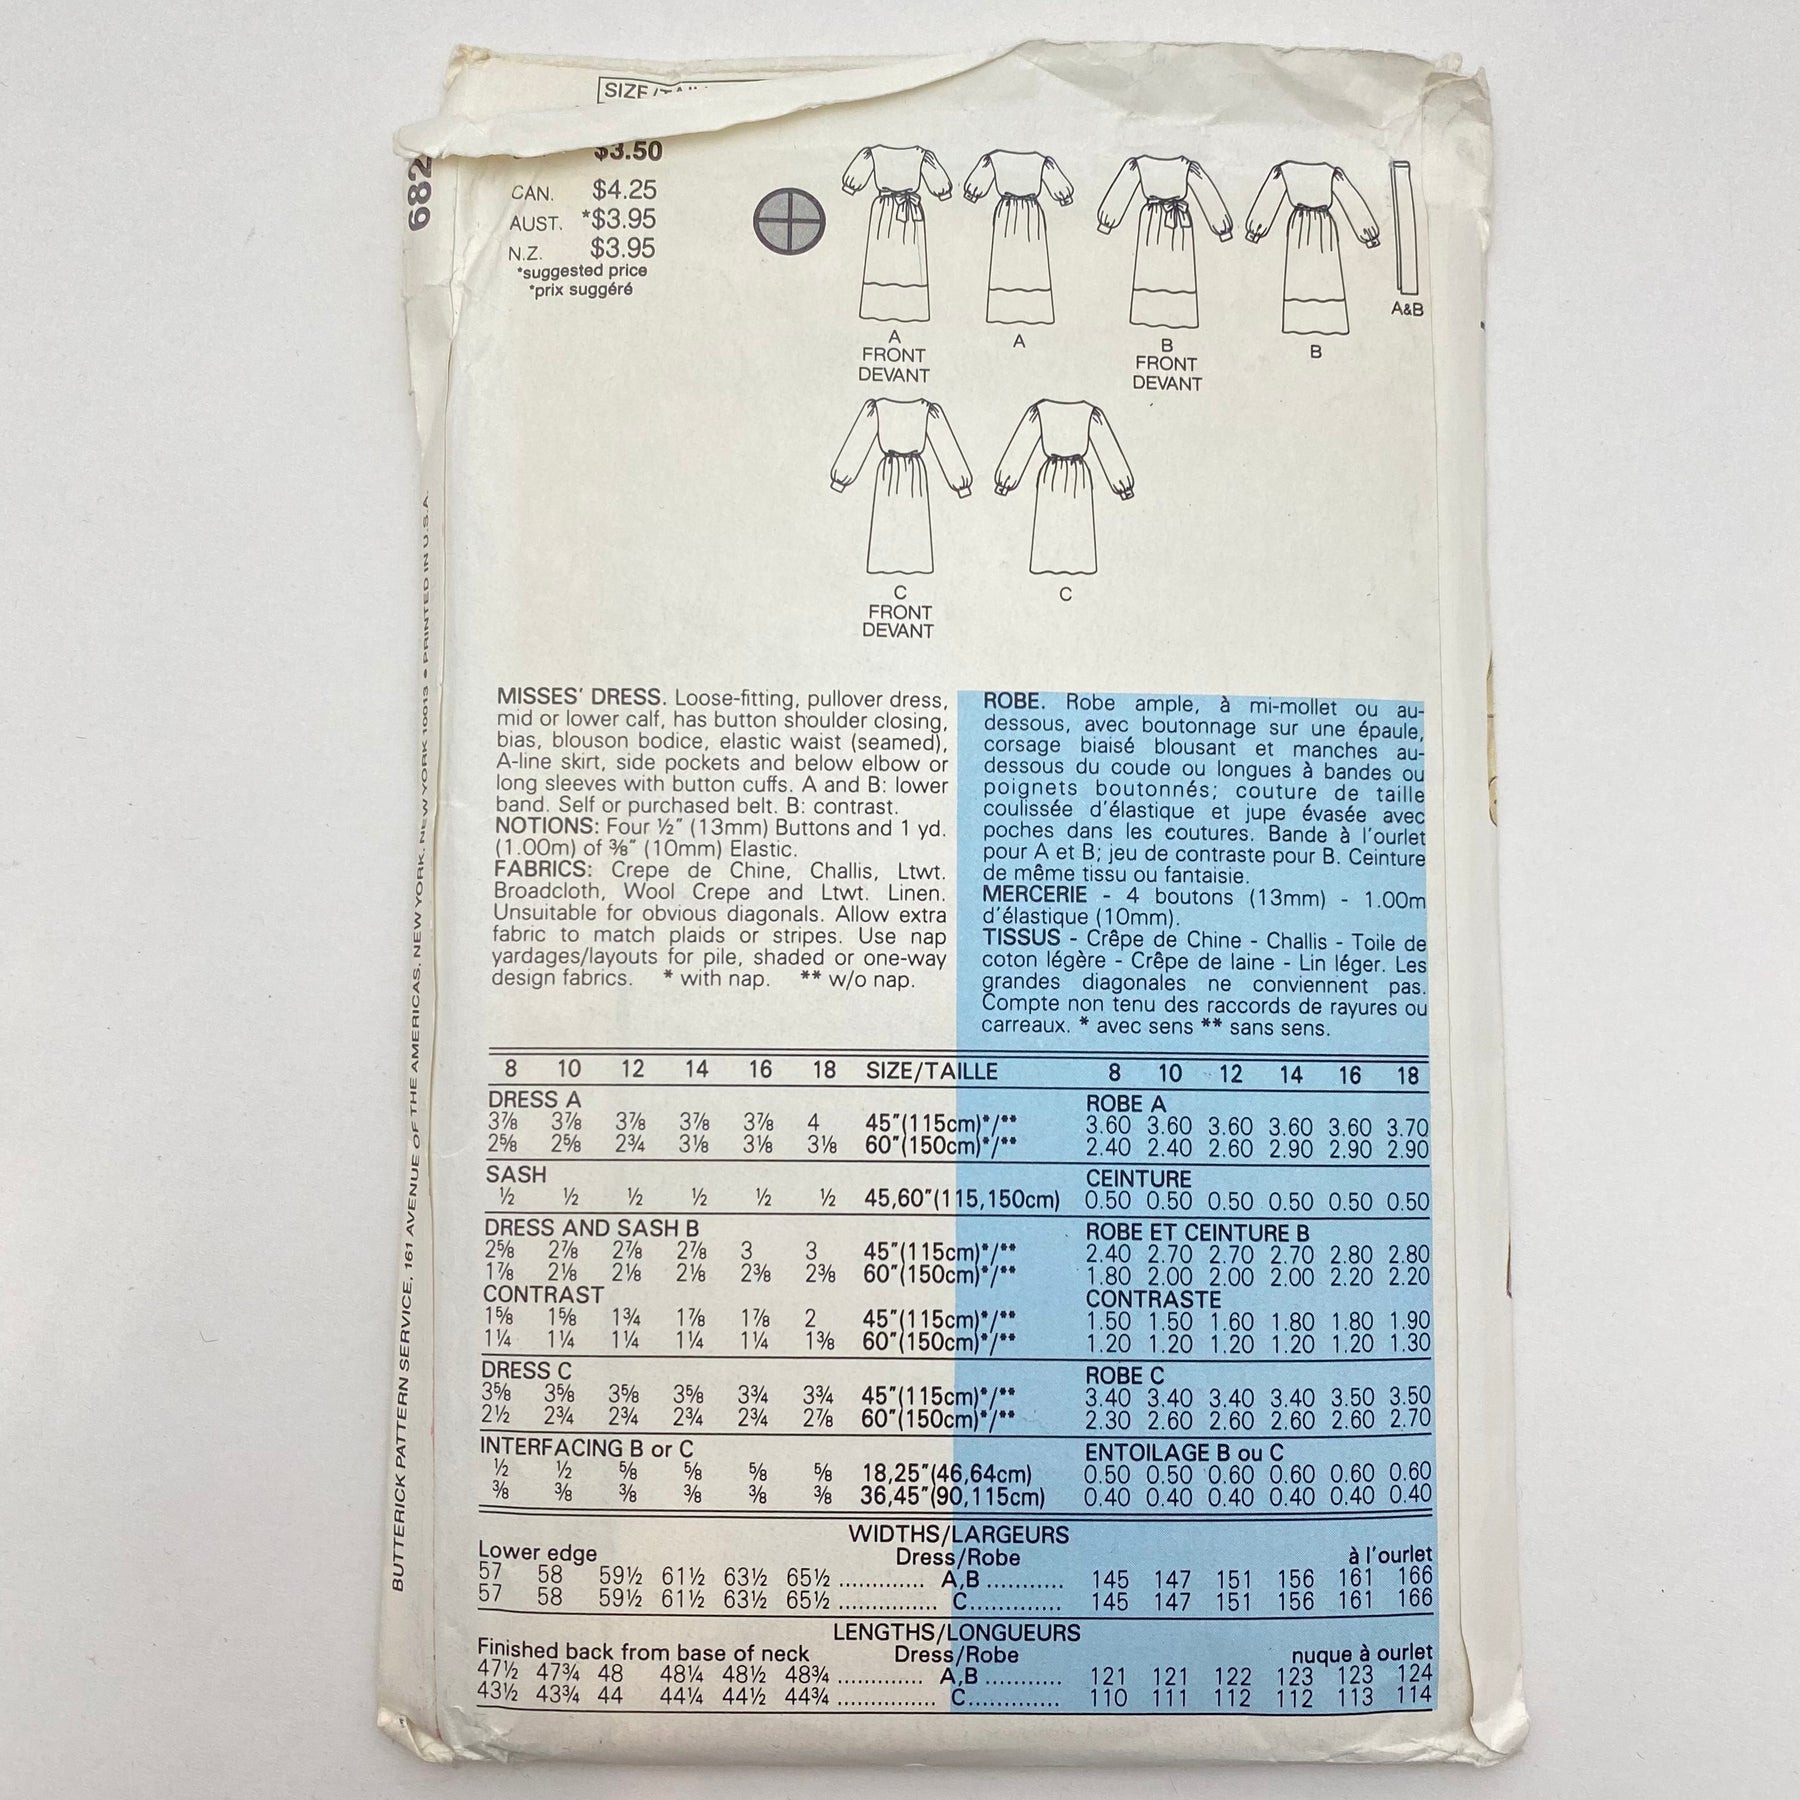 SIZE
682
$3.50
CAN. $4.25
AUST. *$3.95
N.Z. $3.95
*suggested price
*prix suggéré
A
FRONT
DEVANT
A
B
FRONT
DEVANT
B
A&B
C
FRONT
DEVANT
C
BUTTERICK PATTERN SERVICE, 161 AVENUE OF THE AMERICAS, NEW YORK, NEW YORK 10013 • PRINTED IN U.S.A.
MISSES' DRESS. Loose-fitting, pullover dress,
mid or lower calf, has button shoulder closing,
bias, blouson bodice, elastic waist (seamed),
A-line skirt, side pockets and below elbow or
long sleeves with button cuffs. A and B: lower
band. Self or purchased belt. B: contrast.
NOTIONS: Four ½" (13mm) Buttons and 1 yd.
(1.00m) of ⅜" (10mm) Elastic.
FABRICS: Crepe de Chine, Challis, Ltwt.
Broadcloth, Wool Crepe and Ltwt. Linen.
Unsuitable for obvious diagonals. Allow extra
fabric to match plaids or stripes. Use nap
yardages/layouts for pile, shaded or one-way
design fabrics. * with nap. ** w/o nap.
ROBE. Robe ample, à mi-mollet ou au-
dessous, avec boutonnage sur une épaule,
corsage biaisé blousant et manches au-
dessous du coude ou longues à bandes ou
poignets boutonnés; couture de taille
coulissée d'élastique et jupe évasée avec
poches dans les coutures. Bande à l'ourlet
pour A et B; jeu de contraste pour B. Ceinture
de même tissu ou fantaisie.
MERCERIE - 4 boutons (13mm) - 1.00m
d'élastique (10mm).
TISSUS - Crêpe de Chine - Challis - Toile de
coton légère - Crêpe de laine - Lin léger. Les
grandes diagonales ne conviennent pas.
Compte non tenu des raccords de rayures ou
carreaux. * avec sens ** sans sens.
8 10 12 14 16 18 SIZE/TAILLE 8 10 12 14 16 18
DRESS A ROBE A
3⅞ 3⅞ 3⅞ 3⅞ 3⅞ 4 45"(115cm)*/** 3.60 3.60 3.60 3.60 3.60 3.70
2⅝ 2⅝ 2¾ 3⅛ 3⅛ 3⅛ 60"(150cm)*/** 2.40 2.40 2.60 2.90 2.90 2.90
SASH CEINTURE
½ ½ ½ ½ ½ ½ 45,60"(115,150cm) 0.50 0.50 0.50 0.50 0.50 0.50
DRESS AND SASH B ROBE ET CEINTURE B
2⅝ 2⅞ 2⅞ 2⅞ 3 3 45"(115cm)*/** 2.40 2.70 2.70 2.70 2.80 2.80
1⅞ 2⅛ 2⅛ 2⅛ 2⅜ 2⅜ 60"(150cm)*/** 1.80 2.00 2.00 2.00 2.20 2.20
CONTRAST CONTRASTE
1⅝ 1⅝ 1¾ 1⅞ 1⅞ 2 45"(115cm)*/** 1.50 1.50 1.60 1.80 1.80 1.90
1¼ 1¼ 1¼ 1¼ 1¼ 1⅜ 60"(150cm)*/** 1.20 1.20 1.20 1.20 1.20 1.30
DRESS C ROBE C
3⅝ 3⅝ 3⅝ 3⅝ 3¾ 3¾ 45"(115cm)*/** 3.40 3.40 3.40 3.40 3.50 3.50
2½ 2¾ 2¾ 2¾ 2¾ 2⅞ 60"(150cm)*/** 2.30 2.60 2.60 2.60 2.60 2.70
INTERFACING B or C ENTOILAGE B ou C
½ ½ ⅝ ⅝ ⅝ ⅝ 18,25"(46,64cm) 0.50 0.50 0.60 0.60 0.60 0.60
⅜ ⅜ ⅜ ⅜ ⅜ ⅜ 36,45"(90,115cm) 0.40 0.40 0.40 0.40 0.40 0.40
WIDTHS/LARGEURS
Lower edge Dress/Robe à l'ourlet
57 58 59½ 61½ 63½ 65½ ............. A,B ........... 145 147 151 156 161 166
57 58 59½ 61½ 63½ 65½ ............... C............. 145 147 151 156 161 166
LENGTHS/LONGUEURS
Finished back from base of neck Dress/Robe nuque à ourlet
47½ 47¾ 48 48¼ 48½ 48¾ ............. A,B ........... 121 121 122 123 123 124
43½ 43¾ 44 44¼ 44½ 44¾ ............... C............. 110 111 112 112 113 114